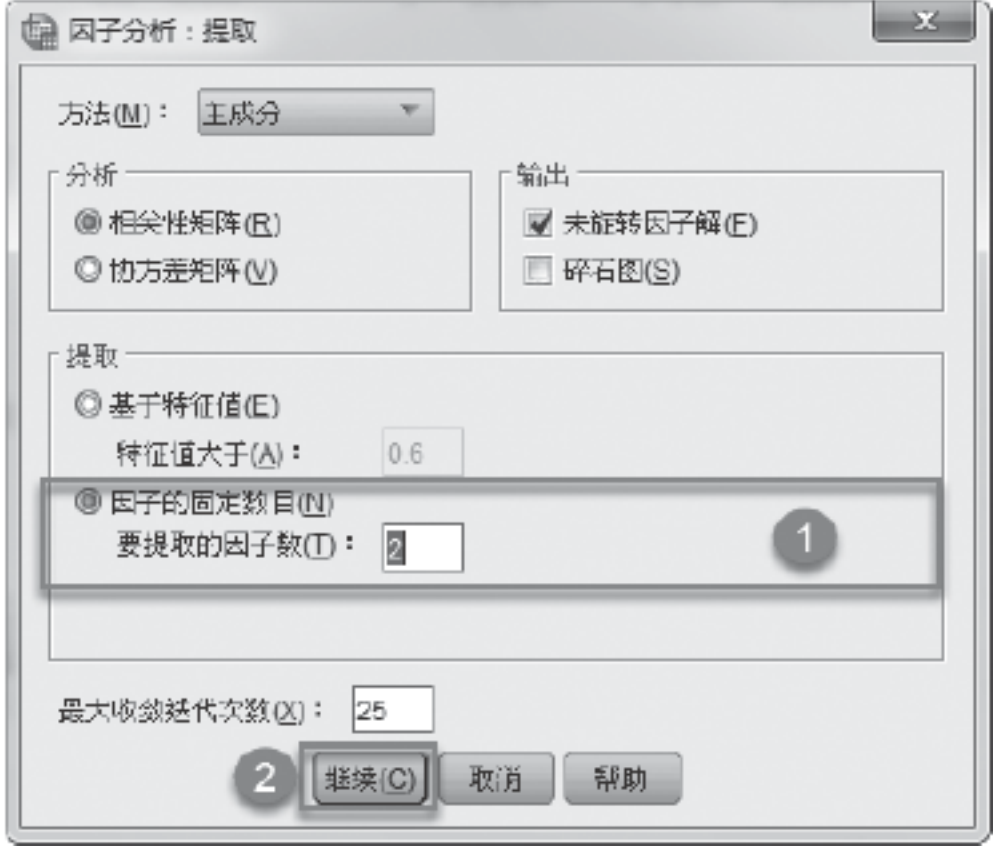 因子分析：提取
x
方法(M)： 主成分
分析
相关性矩阵(R)
协方差矩阵(V)
输出
未旋转因子解(F)
碎石图(S)
提取
基于特征值(E)
特征值大于(A)： 0.6
因子的固定数目(N)
要提取的因子数(T)： 2
1
最大收敛迭代次数(X)： 25
2
继续(C) 取消 帮助